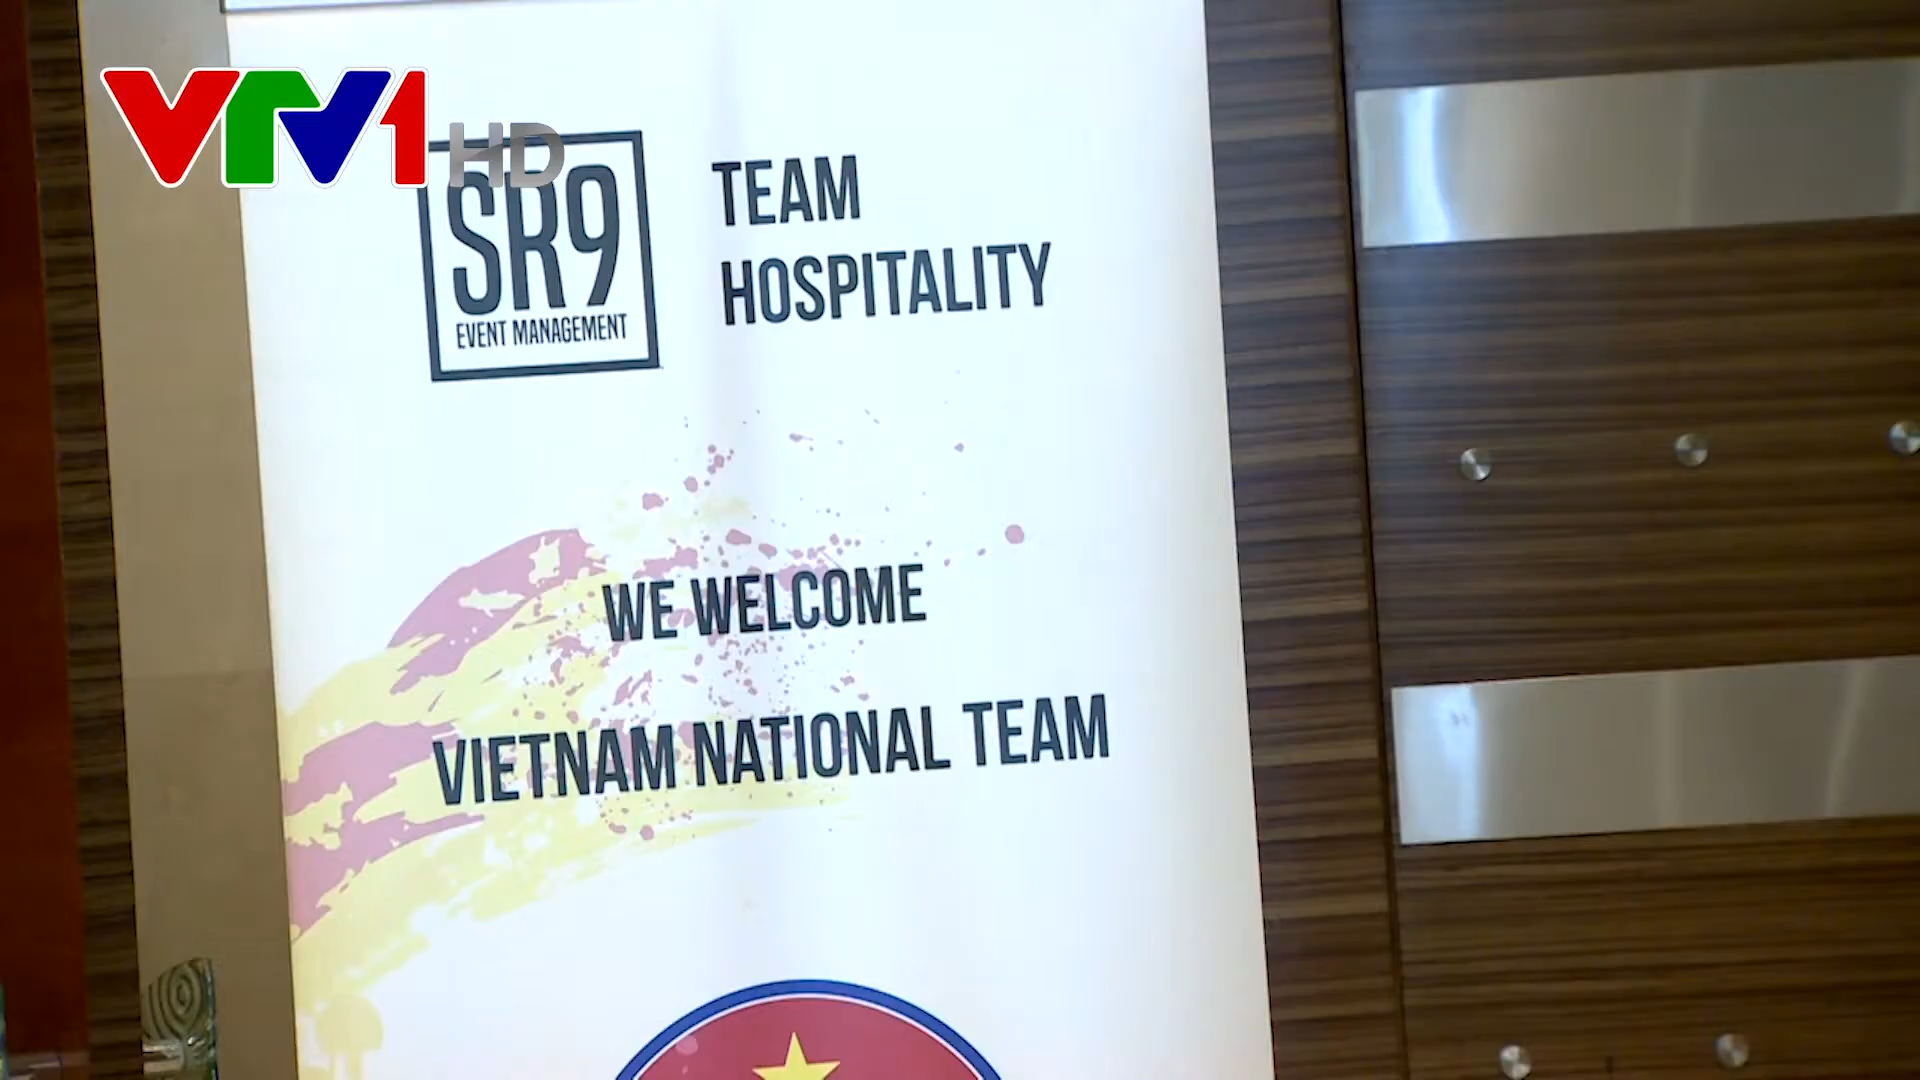 VTV1 HD
SR9
EVENT MANAGEMENT
TEAM
HOSPITALITY
WE WELCOME
VIETNAM NATIONAL TEAM